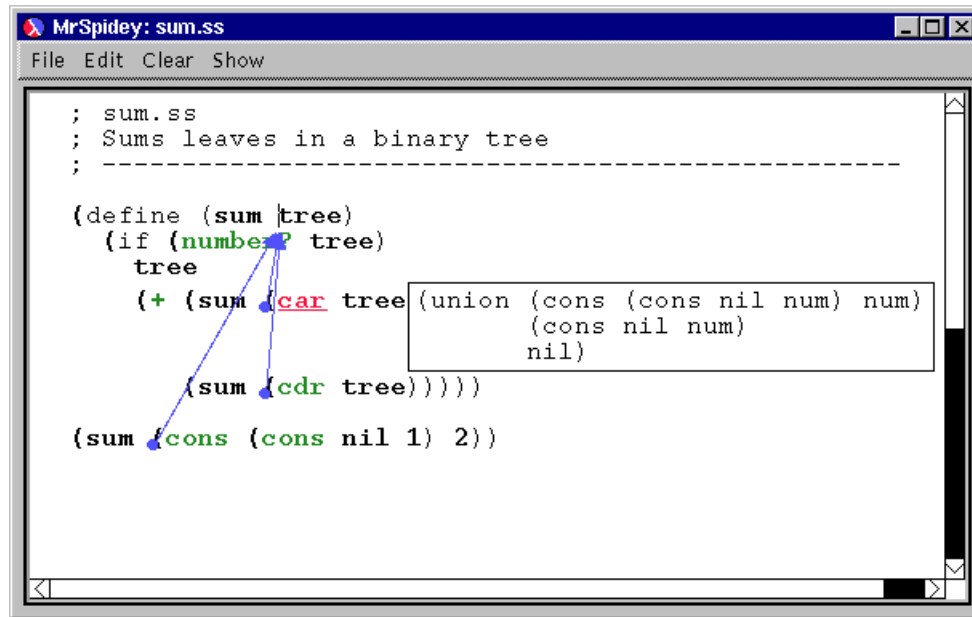 MrSpidey: sum.ss
File Edit Clear Show
; sum.ss
; Sums leaves in a binary tree
; ---------------------------------------------------
(define (sum tree)
(if (number? tree)
tree
(+ (sum (car tree (union (cons (cons nil num) num)
(cons nil num)
nil)
(sum (cdr tree)))))
(sum (cons (cons nil 1) 2))